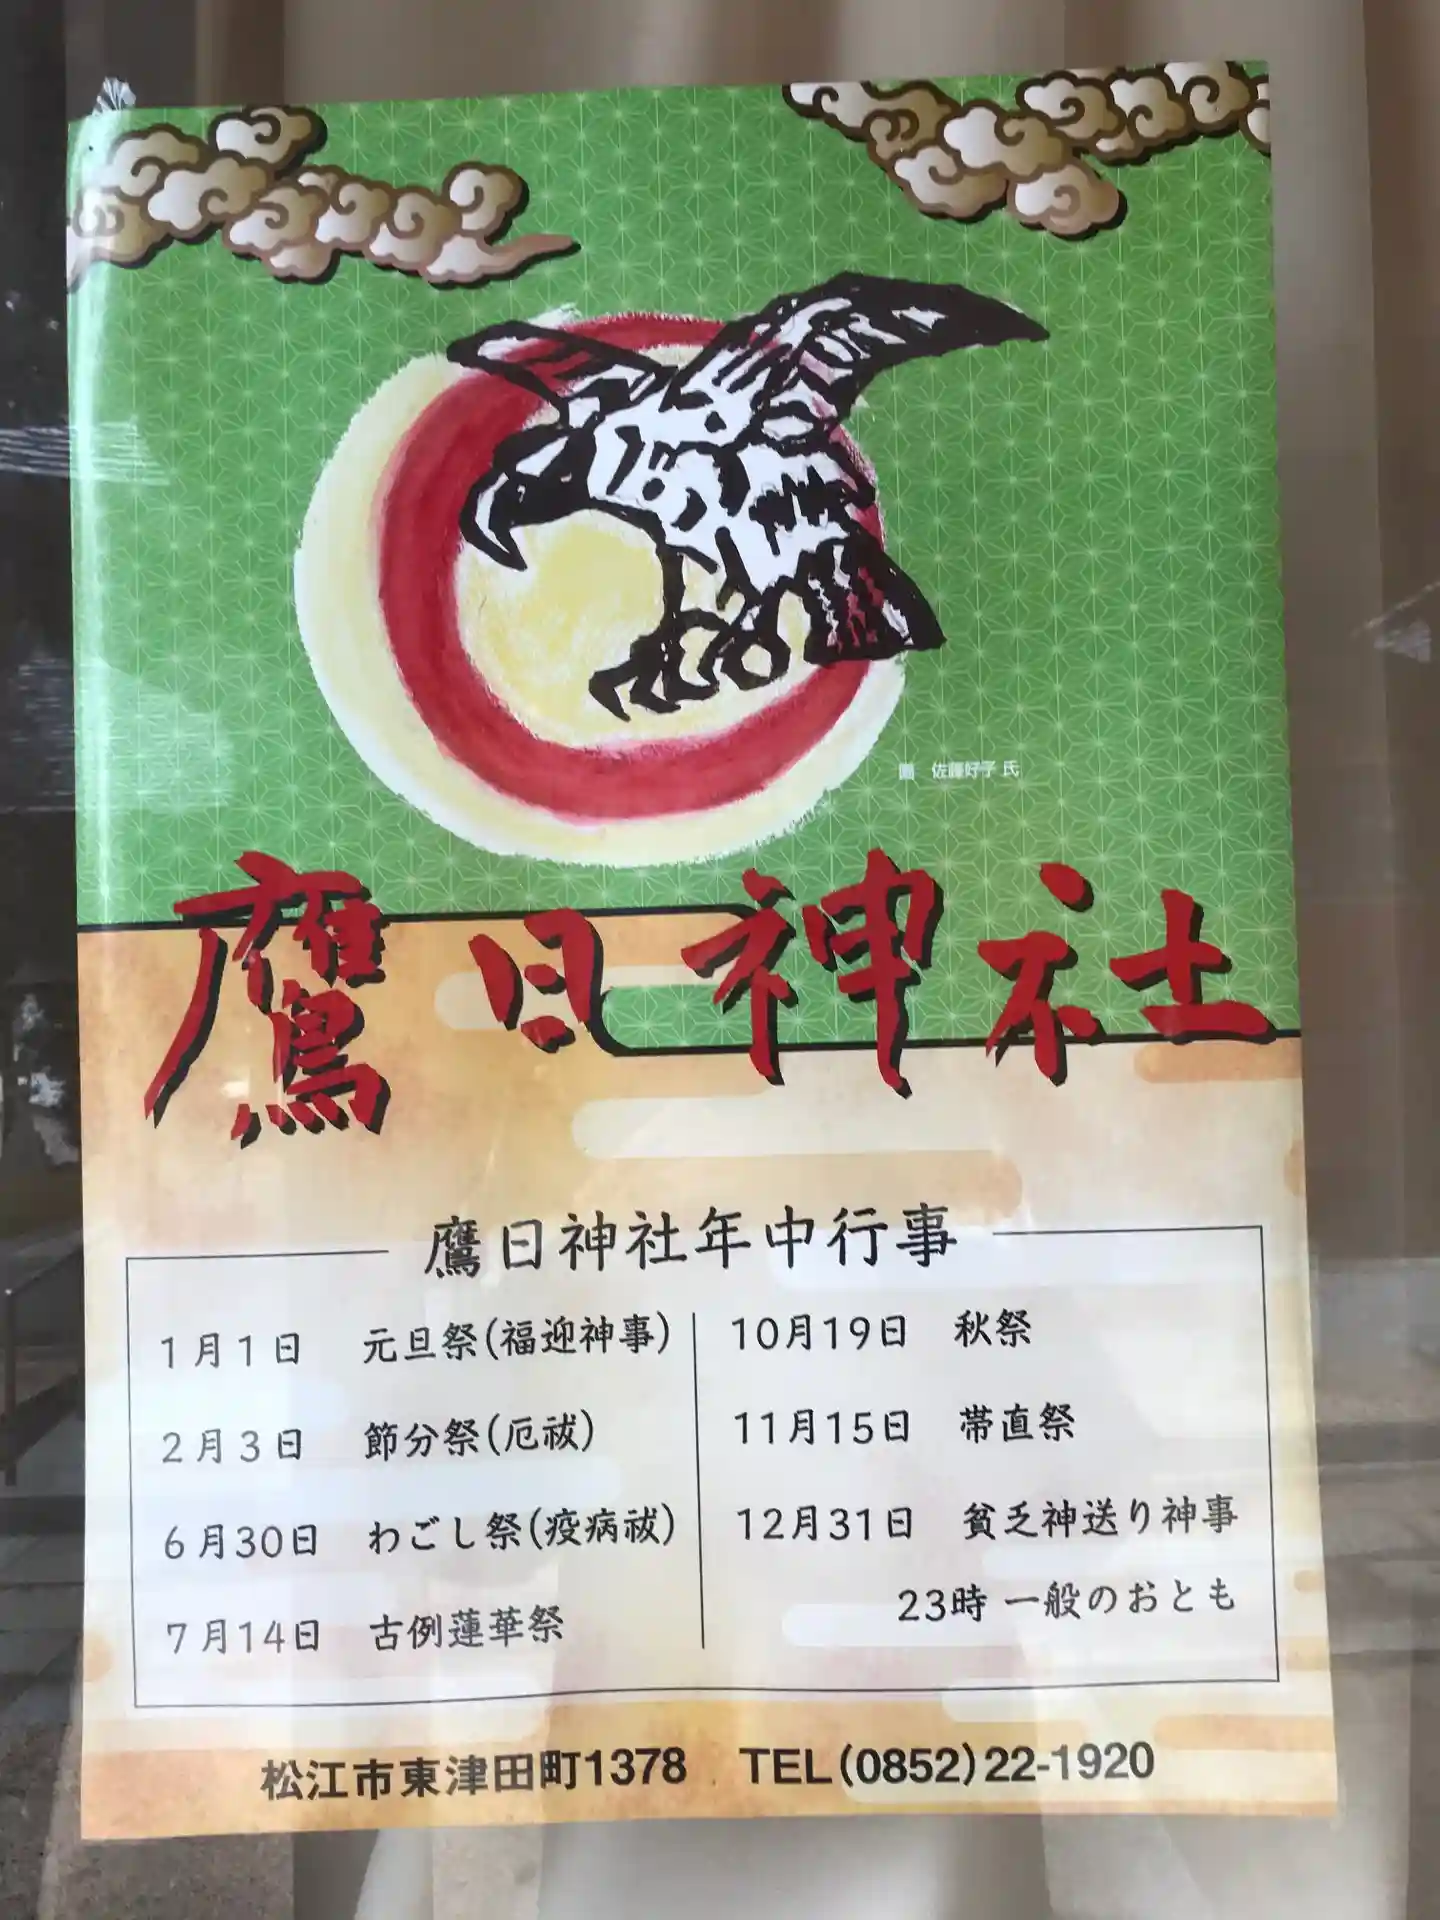 画 佐藤好子 氏
鷹日神社
鷹日神社年中行事
1月1日 元旦祭(福迎神事)
2月3日 節分祭(厄祓)
6月30日 わごし祭(疫病祓)
7月14日 古例蓮華祭
10月19日 秋祭
11月15日 帯直祭
12月31日 貧乏神送り神事
23時 一般のおとも
松江市東津田町1378 TEL(0852)22-1920